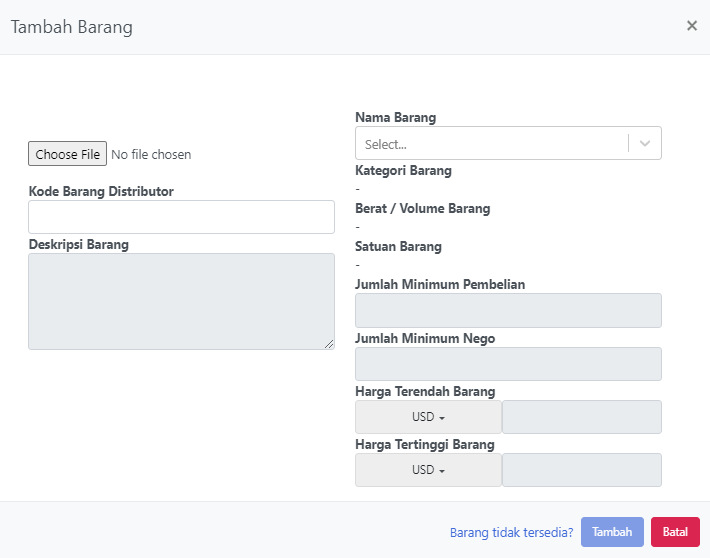 Tambah Barang
×
Choose File No file chosen
Kode Barang Distributor
Deskripsi Barang
Nama Barang
Select...
Kategori Barang
-
Berat / Volume Barang
-
Satuan Barang
-
Jumlah Minimum Pembelian
Jumlah Minimum Nego
Harga Terendah Barang
USD
Harga Tertinggi Barang
USD
Barang tidak tersedia? Tambah Batal